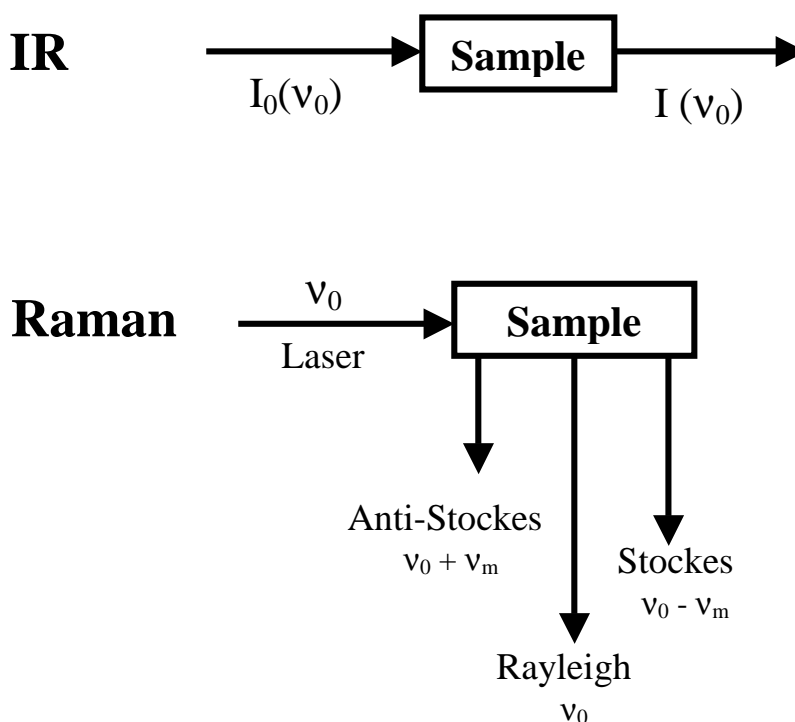 IR
Sample
I₀(ν₀)
I (ν₀)
Raman
ν₀
Laser
Sample
Anti-Stockes
ν₀ + νₘ
Stockes
ν₀ - νₘ
Rayleigh
ν₀